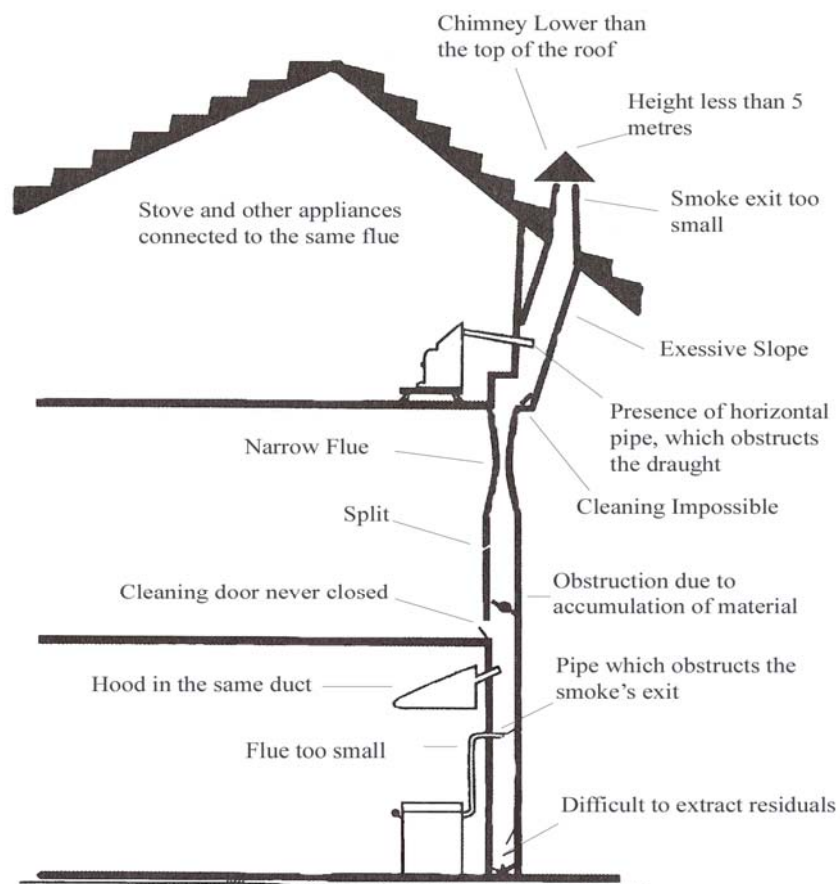 Chimney Lower than
the top of the roof
Height less than 5
metres
Smoke exit too
small
Stove and other appliances
connected to the same flue
Exessive Slope
Presence of horizontal
pipe, which obstructs
the draught
Narrow Flue
Cleaning Impossible
Split
Cleaning door never closed
Obstruction due to
accumulation of material
Pipe which obstructs the
smoke's exit
Hood in the same duct
Flue too small
Difficult to extract residuals